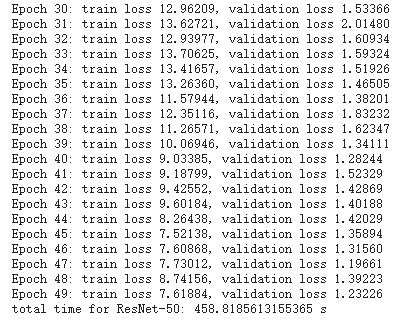 Epoch 30: train loss 12.96209, validation loss 1.53366
Epoch 31: train loss 13.62721, validation loss 2.01480
Epoch 32: train loss 12.93977, validation loss 1.60934
Epoch 33: train loss 13.70625, validation loss 1.59324
Epoch 34: train loss 13.41657, validation loss 1.51926
Epoch 35: train loss 13.26360, validation loss 1.46505
Epoch 36: train loss 11.57944, validation loss 1.38201
Epoch 37: train loss 12.35116, validation loss 1.83232
Epoch 38: train loss 11.26571, validation loss 1.62347
Epoch 39: train loss 10.06946, validation loss 1.34111
Epoch 40: train loss 9.03385, validation loss 1.28244
Epoch 41: train loss 9.18799, validation loss 1.52329
Epoch 42: train loss 9.42552, validation loss 1.42869
Epoch 43: train loss 9.60184, validation loss 1.40188
Epoch 44: train loss 8.26438, validation loss 1.42029
Epoch 45: train loss 7.52138, validation loss 1.35894
Epoch 46: train loss 7.60868, validation loss 1.31560
Epoch 47: train loss 7.73012, validation loss 1.19661
Epoch 48: train loss 8.74156, validation loss 1.39223
Epoch 49: train loss 7.61884, validation loss 1.23226
total time for ResNet-50: 458.8185613155365 s